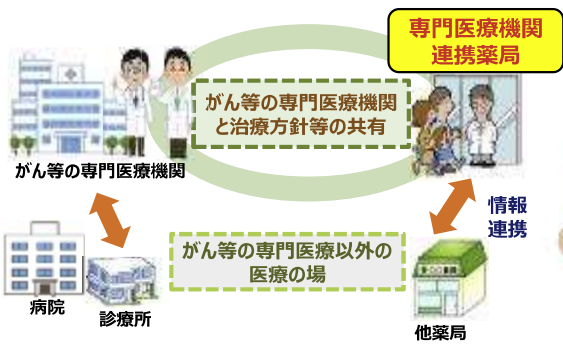 専門医療機関
連携薬局
がん等の専門医療機関
と治療方針等の共有
がん等の専門医療機関
情報
連携
がん等の専門医療以外の
医療の場
病院
診療所
他薬局